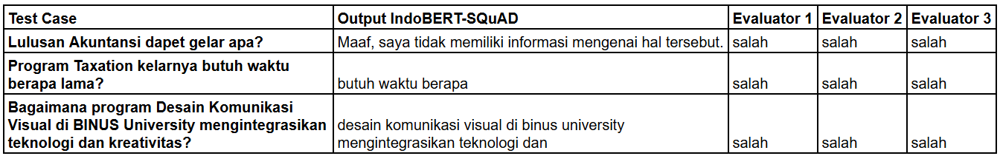 Test Case Output IndoBERT-SQuAD Evaluator 1 Evaluator 2 Evaluator 3
Lulusan Akuntansi dapet gelar apa? Maaf, saya tidak memiliki informasi mengenai hal tersebut. salah salah salah
Program Taxation kelarnya butuh waktu
berapa lama? butuh waktu berapa salah salah salah
Bagaimana program Desain Komunikasi
Visual di BINUS University mengintegrasikan desain komunikasi visual di binus university
teknologi dan kreativitas? mengintegrasikan teknologi dan salah salah salah